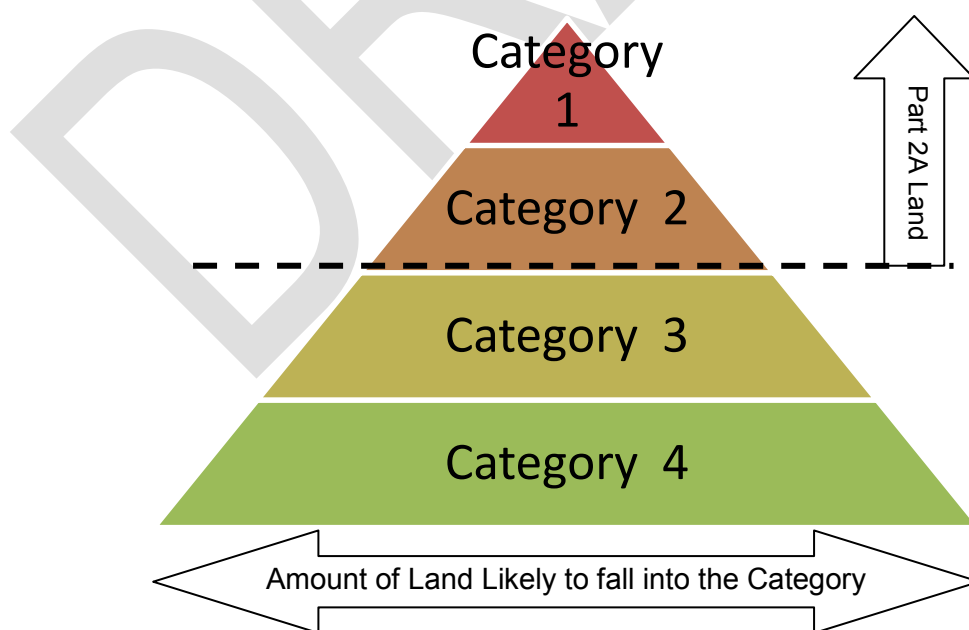 Category
1
Part 2A Land
Category 2
Category 3
Category 4
Amount of Land Likely to fall into the Category